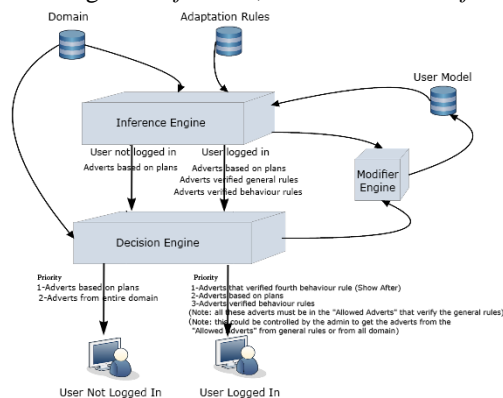 Domain
Adaptation Rules
User Model
Inference Engine
User not logged in
User logged in
Adverts based on plans
Adverts based on plans
Adverts verified general rules
Adverts verified behaviour rules
Modifier
Engine
Decision Engine
Priority
1-Adverts based on plans
2-Adverts from entire domain
Priority
1-Adverts that verified fourth behaviour rule (Show After)
2-Adverts based on plans
3-Adverts verified behaviour rules
(Note: all these adverts must be in the "Allowed Adverts" that verify the general rules)
(Note: this could be controlled by the admin to get the adverts from the
"Allowed Adverts" from general rules or from all domain)
User Not Logged In
User Logged In